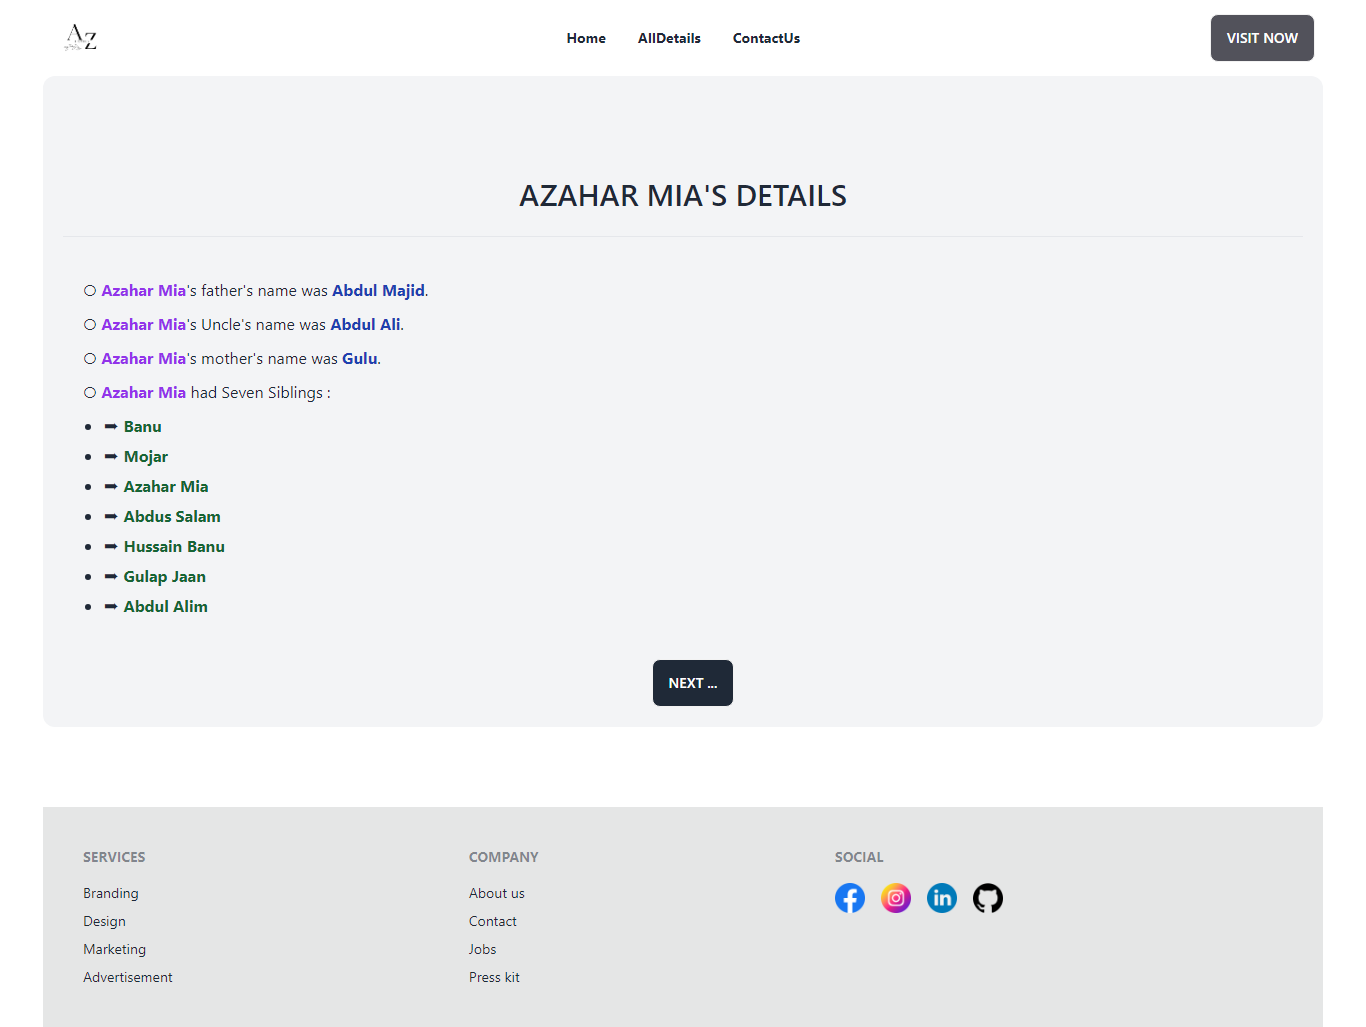 Az
Home AllDetails ContactUs VISIT NOW
AZAHAR MIA'S DETAILS
Azahar Mia's father's name was Abdul Majid.
Azahar Mia's Uncle's name was Abdul Ali.
Azahar Mia's mother's name was Gulu.
Azahar Mia had Seven Siblings :
• ➡ Banu
• ➡ Mojar
• ➡ Azahar Mia
• ➡ Abdus Salam
• ➡ Hussain Banu
• ➡ Gulap Jaan
• ➡ Abdul Alim
NEXT ...
SERVICES
Branding
Design
Marketing
Advertisement
COMPANY
About us
Contact
Jobs
Press kit
SOCIAL